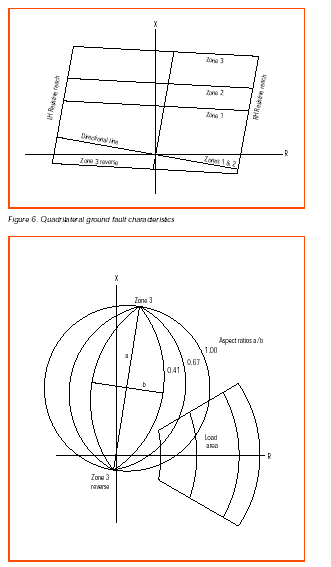 X
Zone 3
Zone 2
Zone 1
LH Resistive reach
RH Resistive reach
Directional line
R
Zone 3 reverse
Zones 1 & 2
Figure 6. Quadrilateral ground fault characteristics
X
Zone 3
Aspect ratios a/b
1.00
0.67
0.41
a
b
Load
area
R
Zone 3
reverse